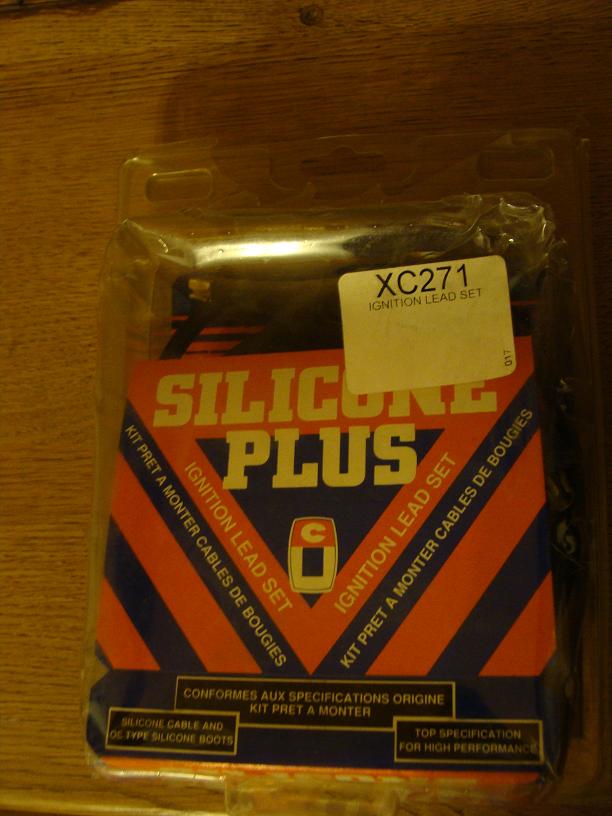 XC271
IGNITION LEAD SET
017
SILICONE
PLUS
KIT PRET A MONTER CABLES DE BOUGIES
IGNITION LEAD SET
IGNITION LEAD SET
KIT PRET A MONTER CABLES DE BOUGIES
C
CONFORMES AUX SPECIFICATIONS ORIGINE
KIT PRET A MONTER
SILICONE CABLE AND
OE TYPE SILICONE BOOTS
TOP SPECIFICATION
FOR HIGH PERFORMANCE